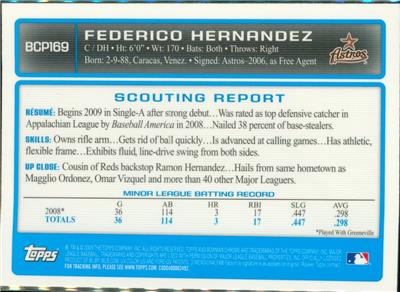 BCP169
FEDERICO HERNANDEZ
C / DH • Ht: 6'0" • Wt: 170 • Bats: Both • Throws: Right
Born: 2-9-88, Caracas, Venez. • Signed: Astros–2006, as Free Agent
Astros
SCOUTING REPORT
RÉSUMÉ: Begins 2009 in Single-A after strong debut…Was rated as top defensive catcher in
Appalachian League by Baseball America in 2008…Nailed 38 percent of base-stealers.
SKILLS: Owns rifle arm…Gets rid of ball quickly…Is advanced at calling games…Has athletic,
flexible frame…Exhibits fluid, line-drive swing from both sides.
UP CLOSE: Cousin of Reds backstop Ramon Hernandez…Hails from same hometown as
Magglio Ordonez, Omar Vizquel and more than 40 other Major Leaguers.
MINOR LEAGUE BATTING RECORD
G AB HR RBI SLG AVG
2008* 36 114 3 17 .447 .298
TOTALS 36 114 3 17 .447 .298
*Played With Greeneville
Topps